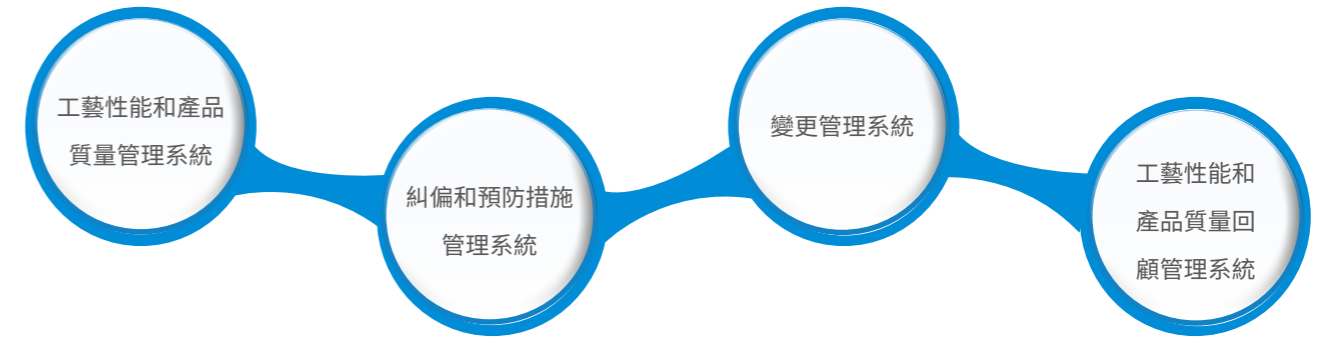 工藝性能和產品
質量管理系統
糾偏和預防措施
管理系統
變更管理系統
工藝性能和
產品質量回
顧管理系統